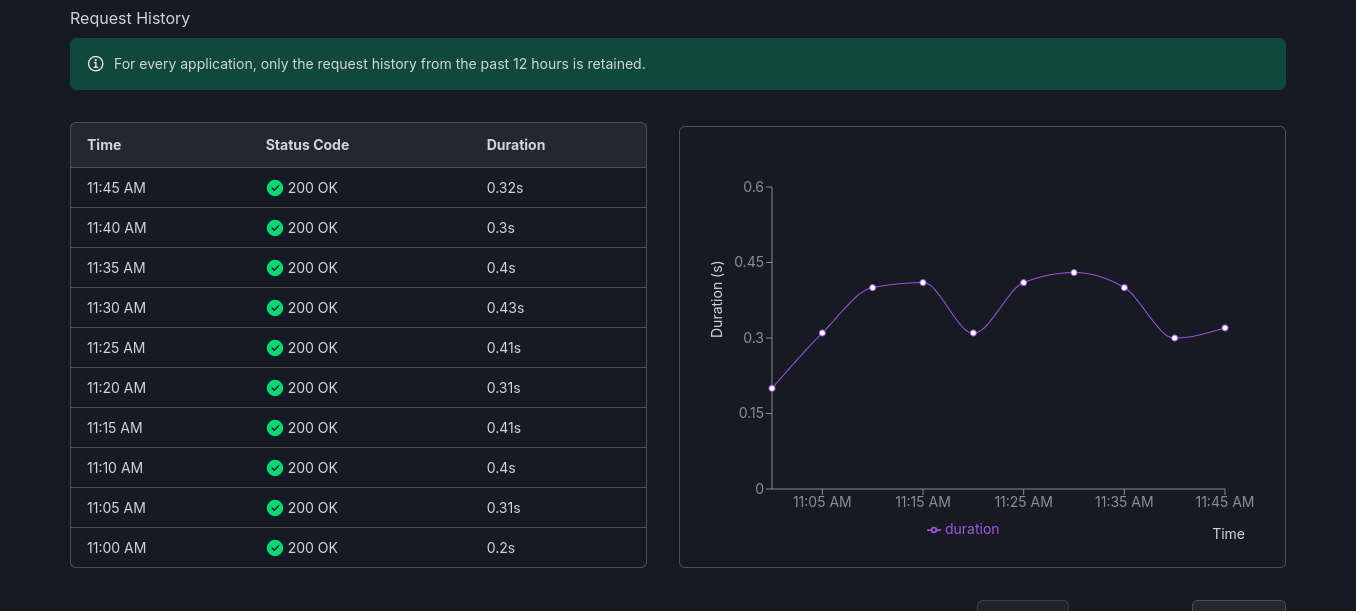 Request History
For every application, only the request history from the past 12 hours is retained.
Time Status Code Duration
11:45 AM 200 OK 0.32s
11:40 AM 200 OK 0.3s
11:35 AM 200 OK 0.4s
11:30 AM 200 OK 0.43s
11:25 AM 200 OK 0.41s
11:20 AM 200 OK 0.31s
11:15 AM 200 OK 0.41s
11:10 AM 200 OK 0.4s
11:05 AM 200 OK 0.31s
11:00 AM 200 OK 0.2s
0.6
0.45
0.3
0.15
0
Duration (s)
11:05 AM 11:15 AM 11:25 AM 11:35 AM 11:45 AM
duration
Time